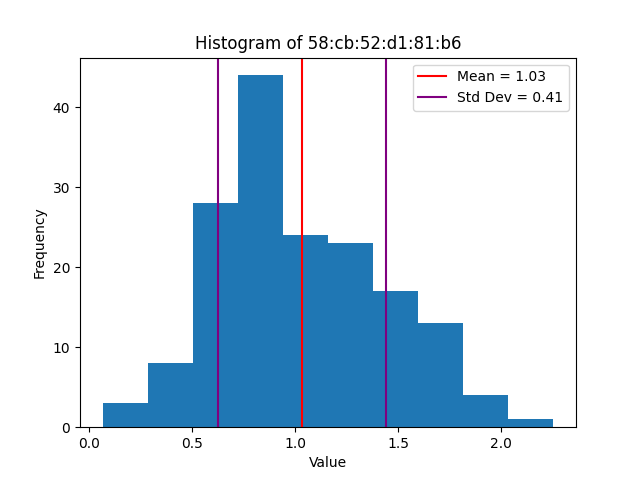 Histogram of 58:cb:52:d1:81:b6
Mean = 1.03
Std Dev = 0.41
Frequency
40
30
20
10
0
0.0 0.5 1.0 1.5 2.0
Value